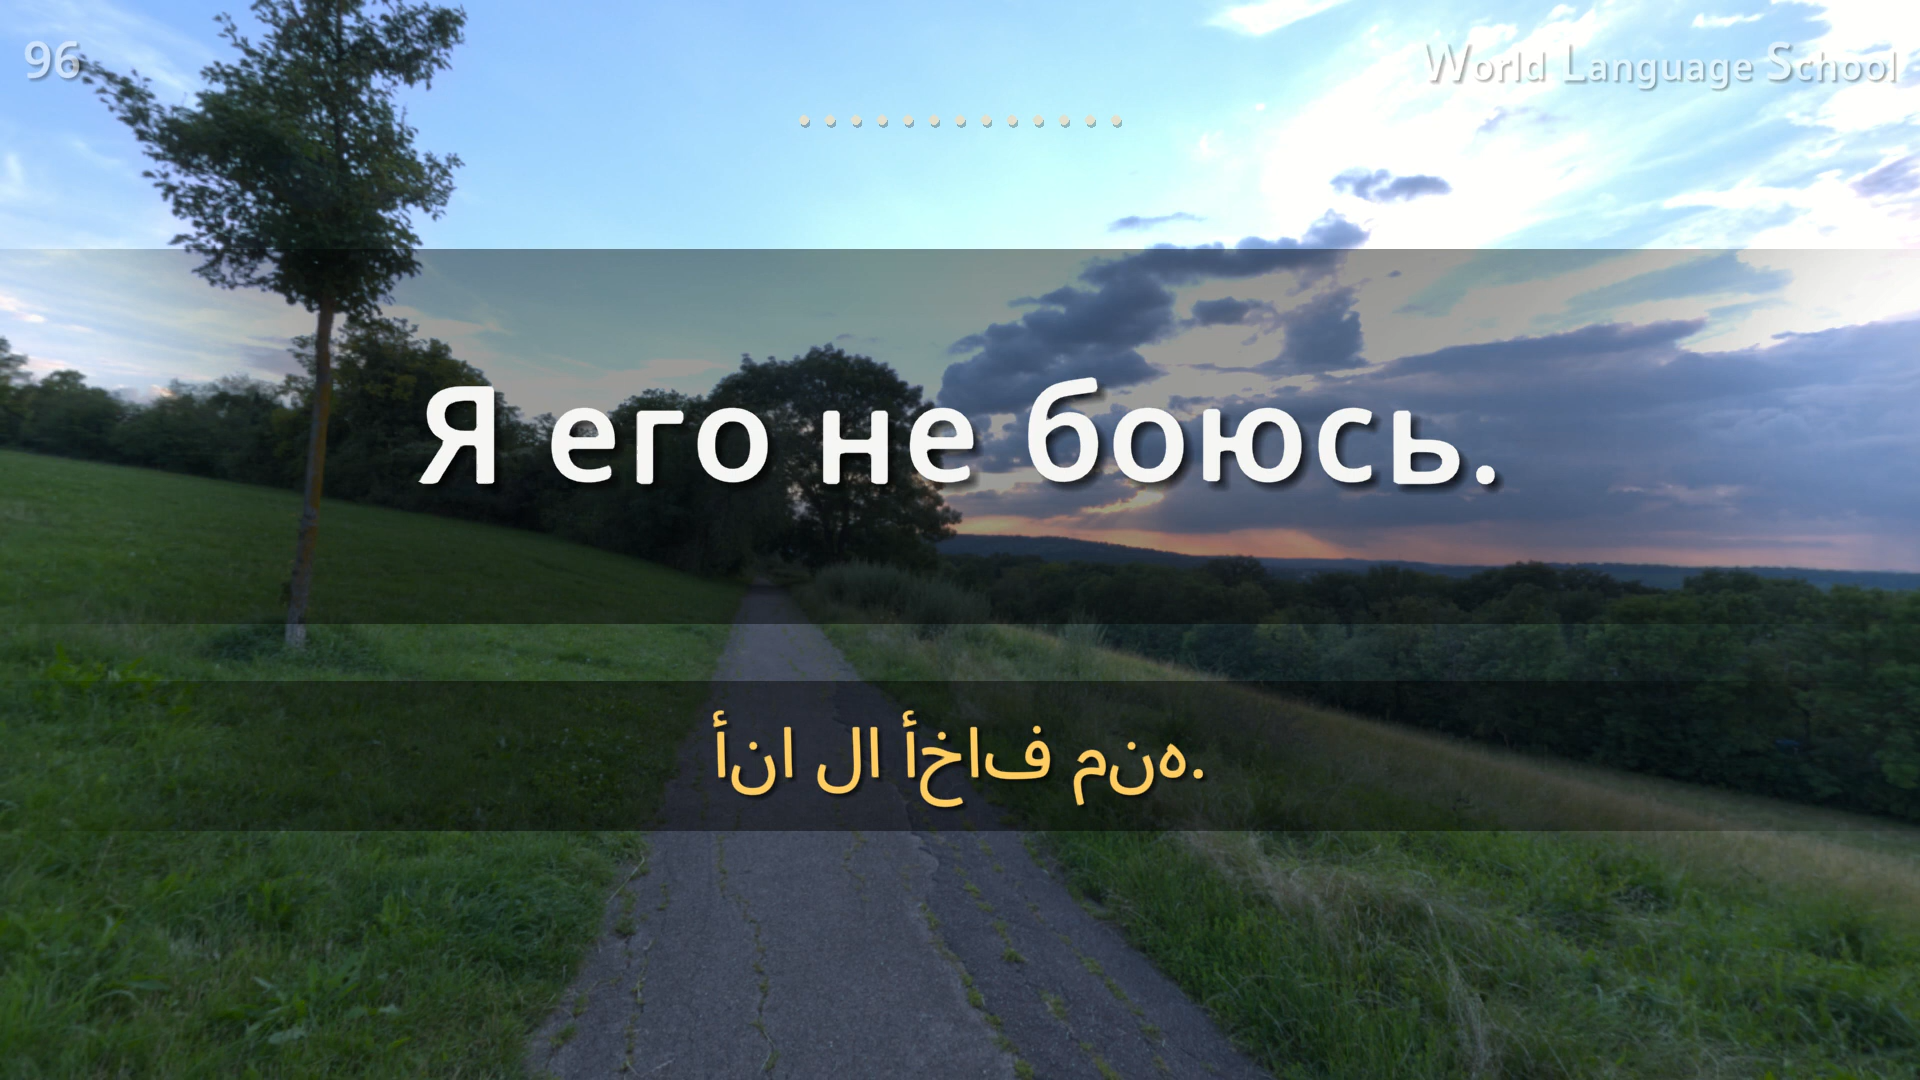 96
World Language School
.............
Я его не боюсь.
أنا لا أخاف منه.